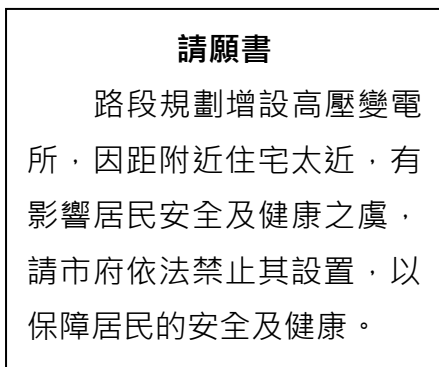 請願書
路段規劃增設高壓變電
所，因距附近住宅太近，有
影響居民安全及健康之虞，
請市府依法禁止其設置，以
保障居民的安全及健康。